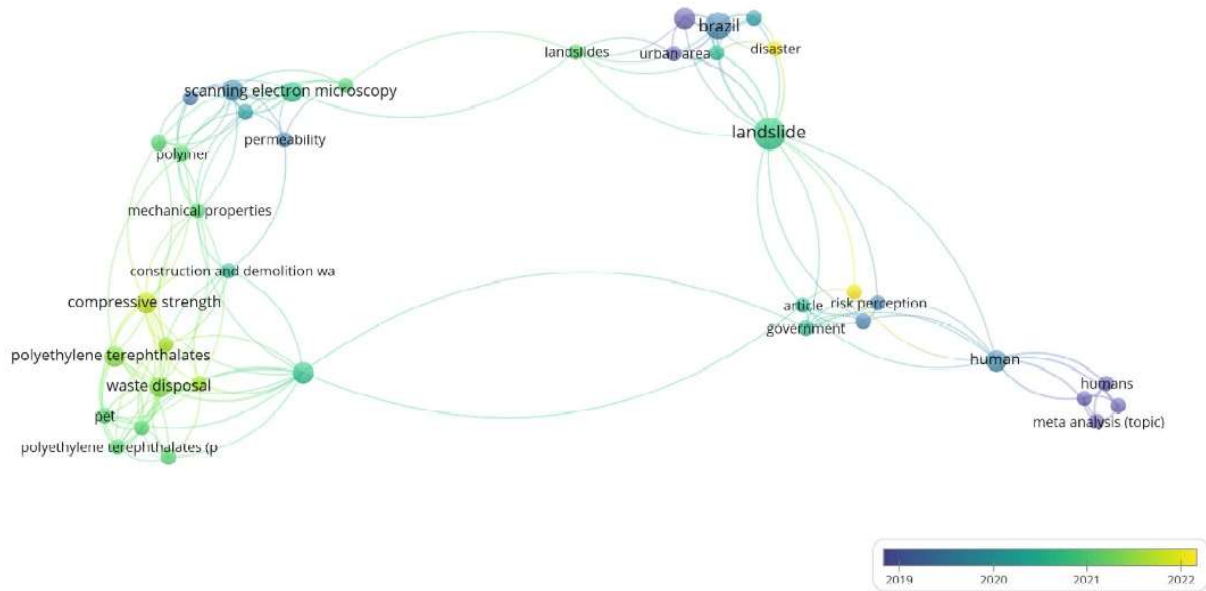 brazil
landslides
urban area
disaster
scanning electron microscopy
landslide
permeability
polymer
mechanical properties
construction and demolition wa
compressive strength
article
risk perception
government
polyethylene terephthalates
human
waste disposal
humans
pet
meta analysis (topic)
polyethylene terephthalates (p
2019
2020
2021
2022